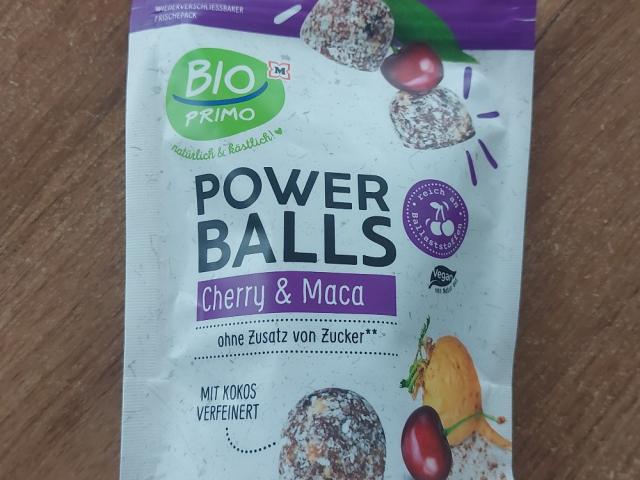 WIEDERVERSCHLIESSBARER
FRISCHEPACK
BIO
M
PRIMO
natürlich & köstlich!
POWER
BALLS
reich an
Ballaststoffen
Vegan
Cherry & Maca
ohne Zusatz von Zucker**
MIT KOKOS
VERFEINERT